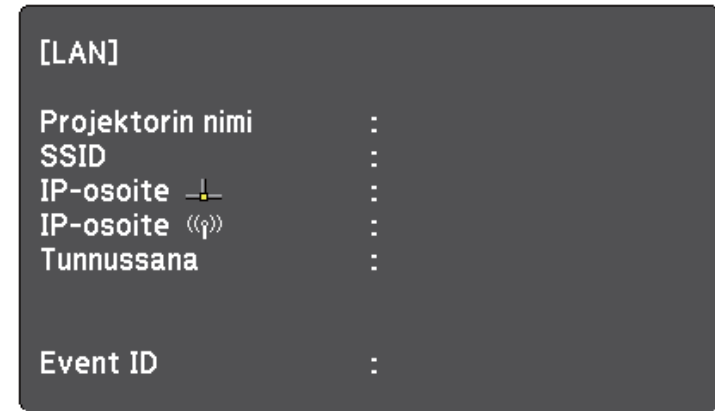 [LAN]
Projektorin nimi :
SSID :
IP-osoite :
IP-osoite :
Tunnussana :
Event ID :